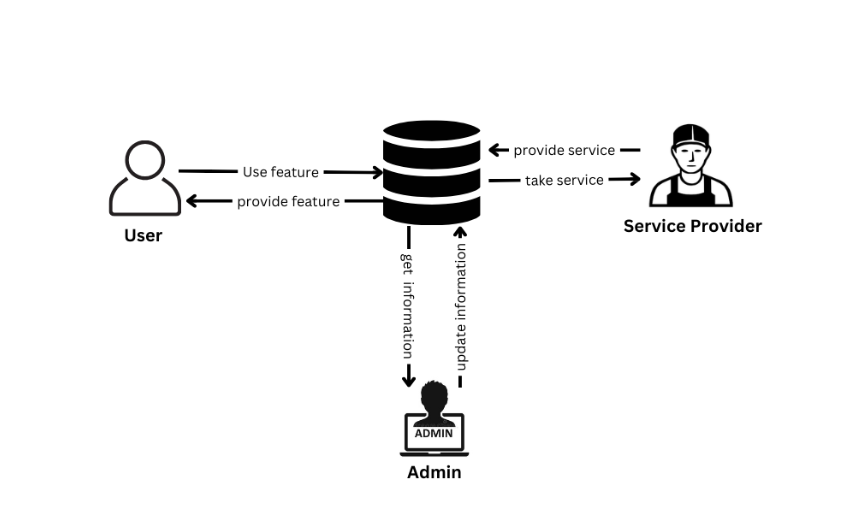 Use feature
provide feature
User
provide service
take service
Service Provider
get information
update information
ADMIN
Admin